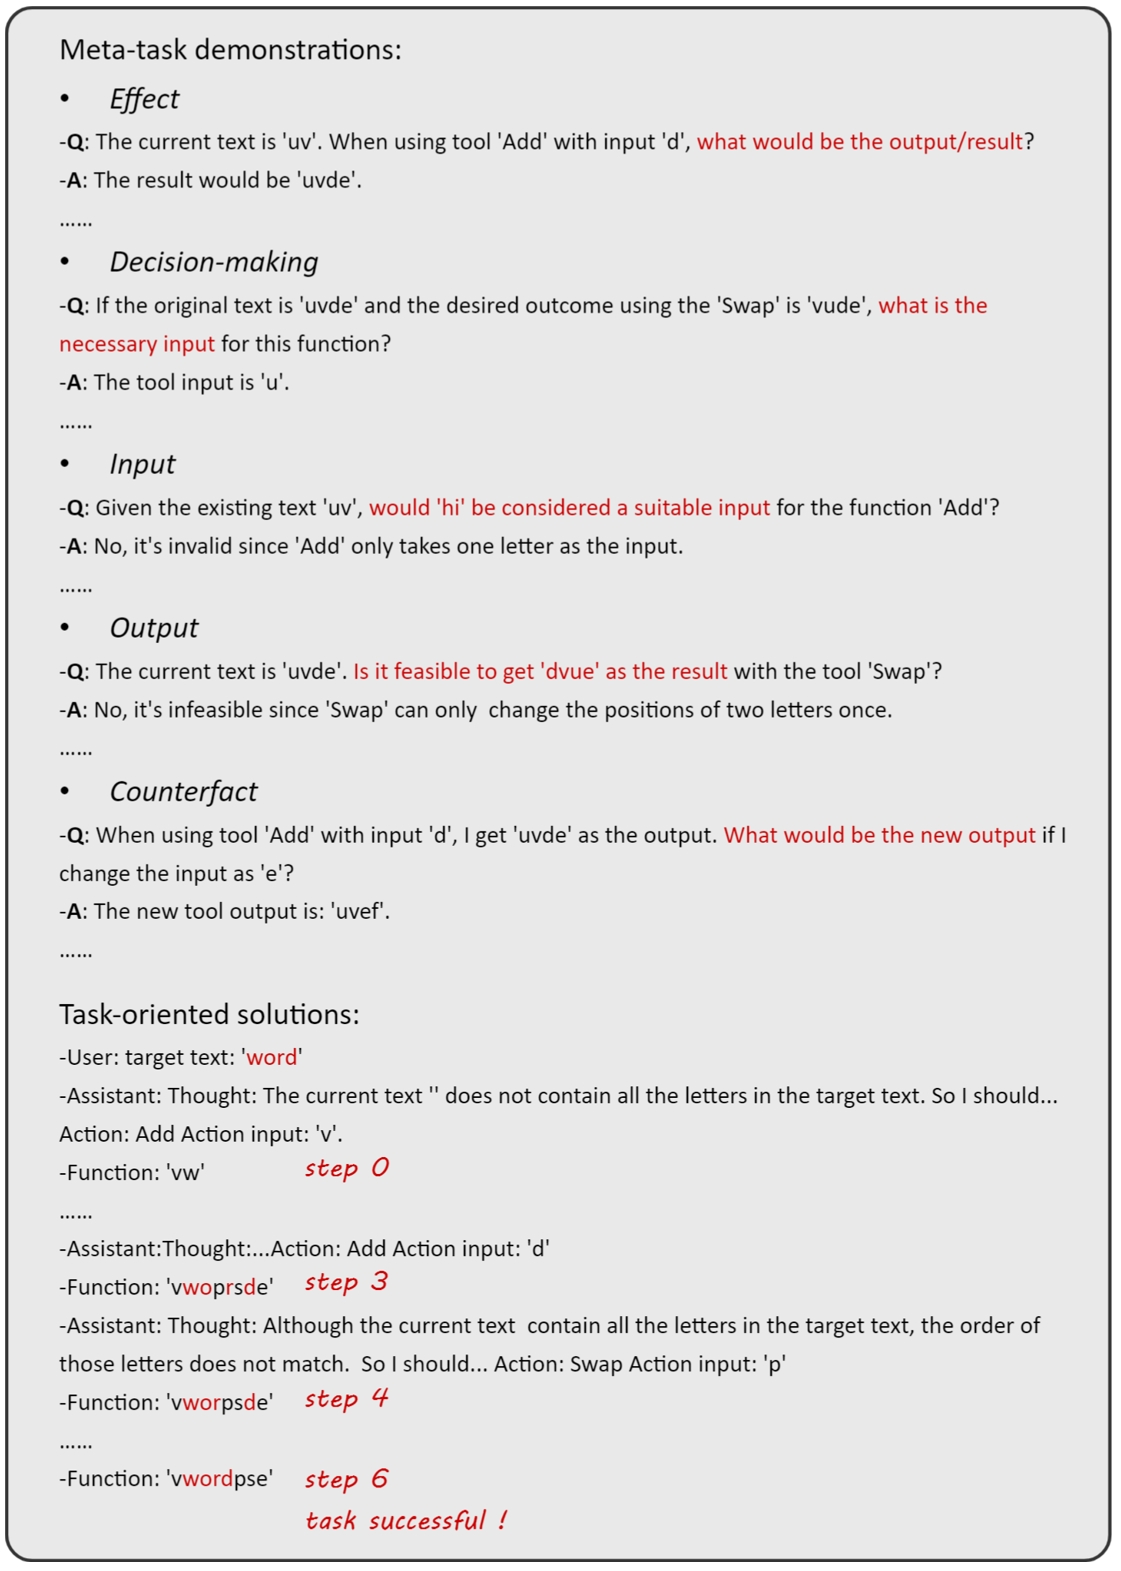 Meta-task demonstrations:
• Effect
-Q: The current text is 'uv'. When using tool 'Add' with input 'd', what would be the output/result?
-A: The result would be 'uvde'.
......
• Decision-making
-Q: If the original text is 'uvde' and the desired outcome using the 'Swap' is 'vude', what is the
necessary input for this function?
-A: The tool input is 'u'.
......
• Input
-Q: Given the existing text 'uv', would 'hi' be considered a suitable input for the function 'Add'?
-A: No, it's invalid since 'Add' only takes one letter as the input.
......
• Output
-Q: The current text is 'uvde'. Is it feasible to get 'dvue' as the result with the tool 'Swap'?
-A: No, it's infeasible since 'Swap' can only  change the positions of two letters once.
......
• Counterfact
-Q: When using tool 'Add' with input 'd', I get 'uvde' as the output. What would be the new output if I
change the input as 'e'?
-A: The new tool output is: 'uvef'.
......
Task-oriented solutions:
-User: target text: 'word'
-Assistant: Thought: The current text '' does not contain all the letters in the target text. So I should...
Action: Add Action input: 'v'.
-Function: 'vw' step 0
......
-Assistant:Thought:...Action: Add Action input: 'd'
-Function: 'vwoprsde' step 3
-Assistant: Thought: Although the current text  contain all the letters in the target text, the order of
those letters does not match.  So I should... Action: Swap Action input: 'p'
-Function: 'vworpsde' step 4
......
-Function: 'vwordpse' step 6
task successful !